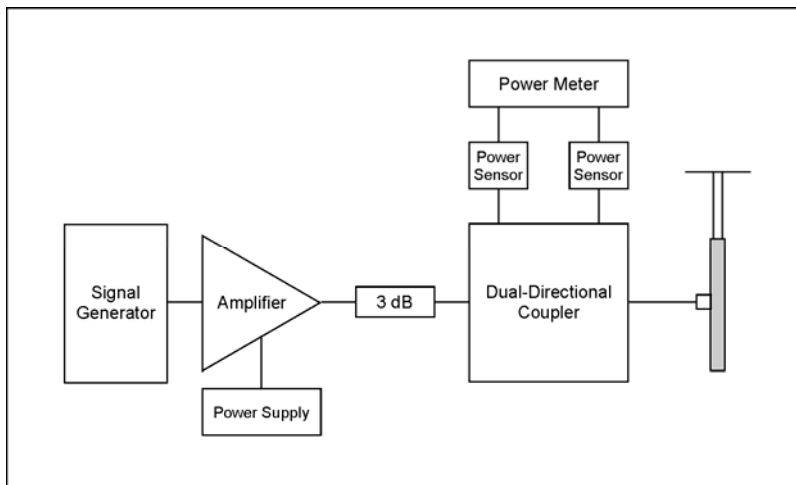 Power Meter
Power
Sensor
Power
Sensor
Signal
Generator
Amplifier
3 dB
Dual-Directional
Coupler
Power Supply